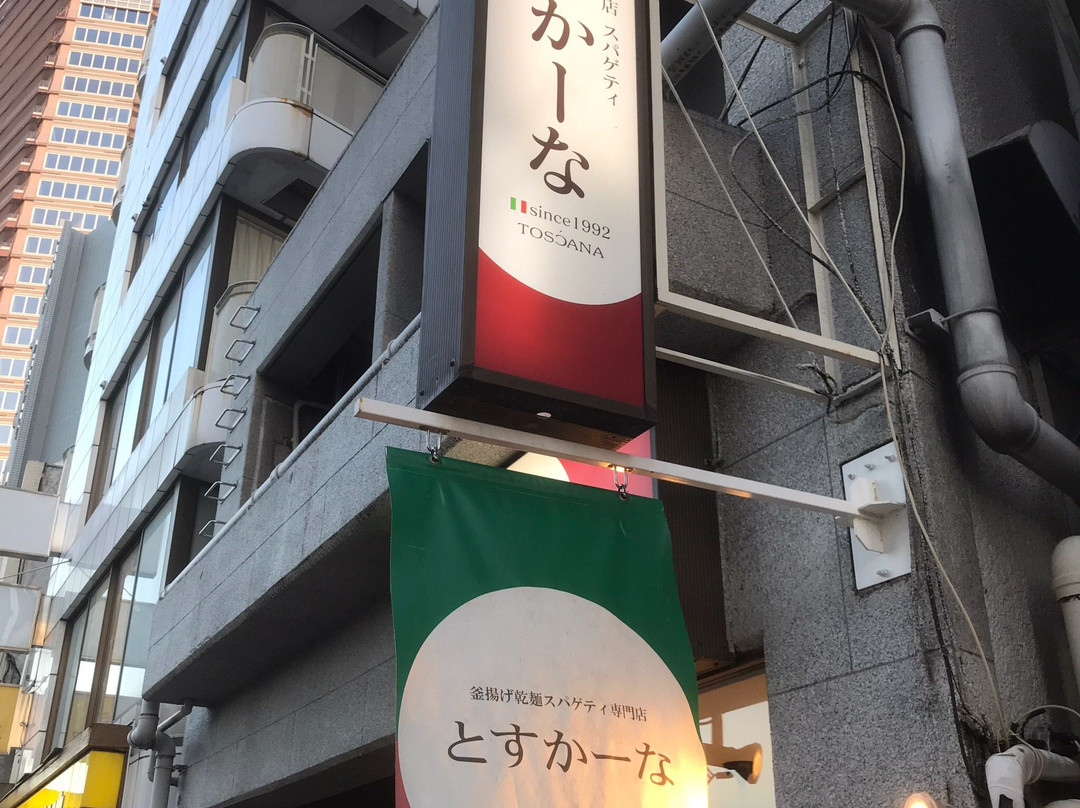 店 スパゲティ
かーな
since1992
TOSCANA
釜揚げ乾麺スパゲティ専門店
とすかーな